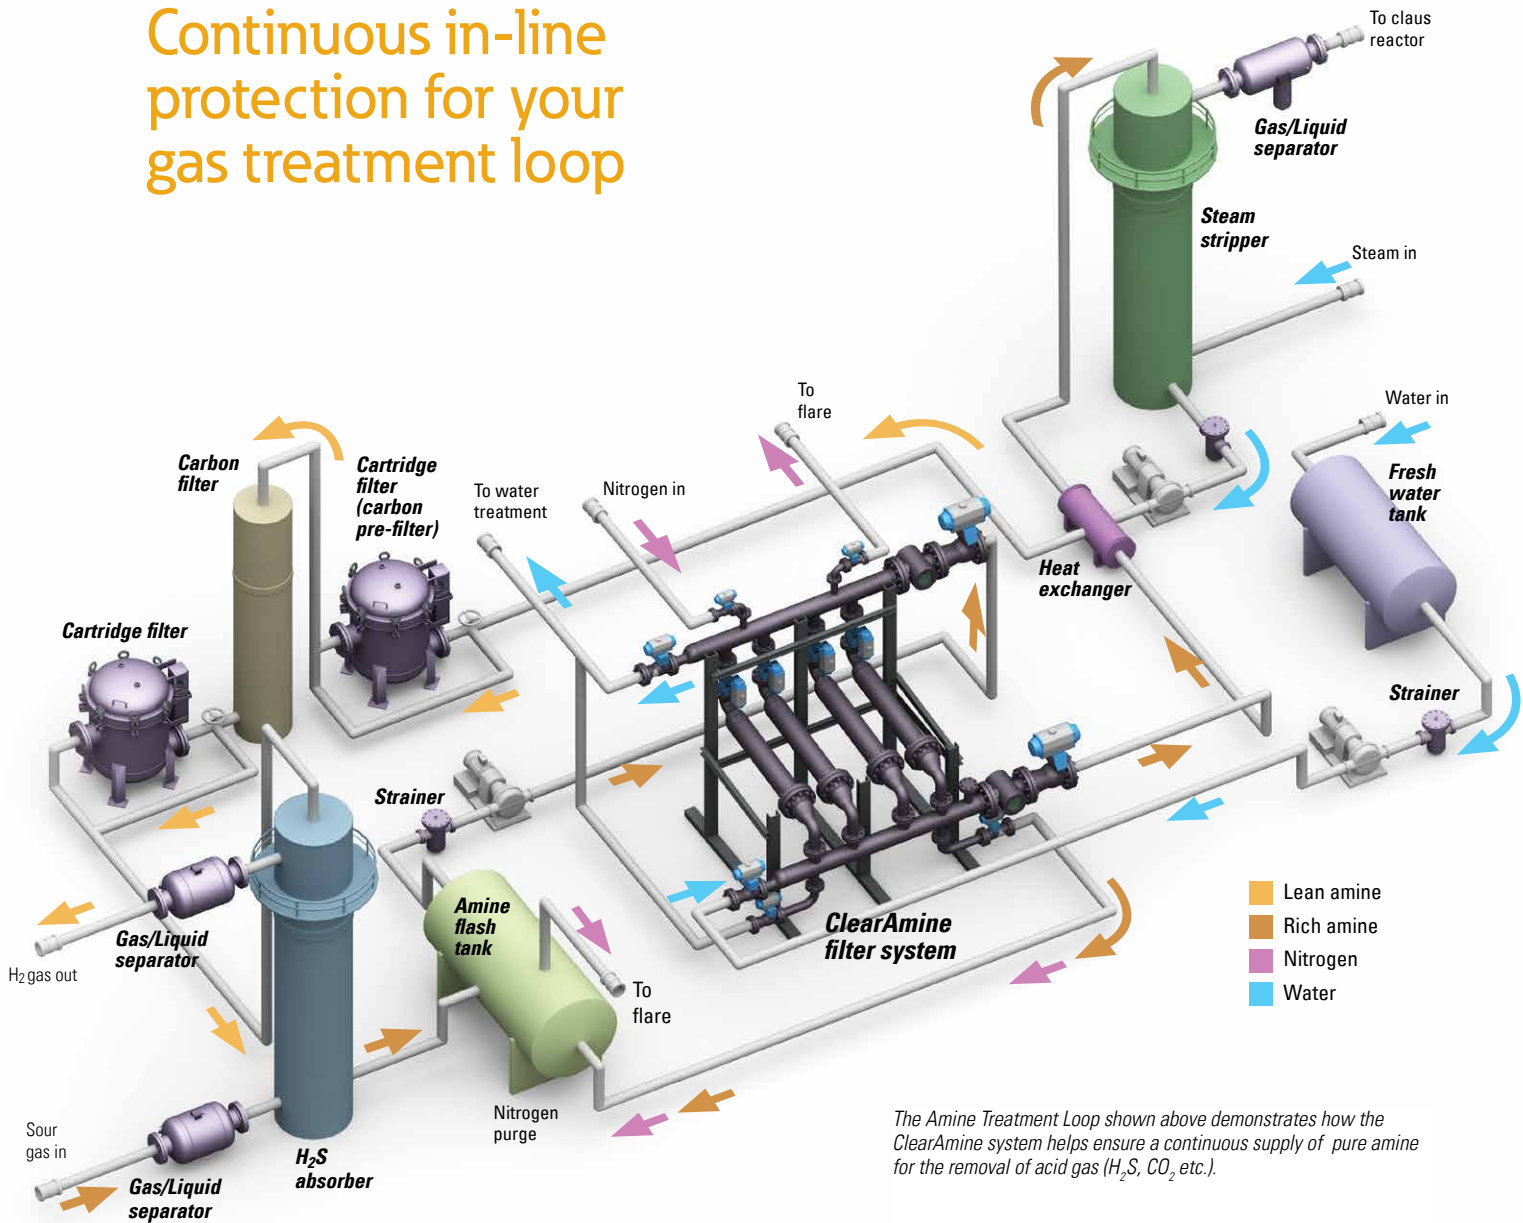 Continuous in-line
protection for your
gas treatment loop
To claus
reactor
Gas/Liquid
separator
Steam
stripper
Steam in
To
flare
Water in
Carbon
filter
Cartridge
filter
(carbon
pre-filter)
To water
treatment
Nitrogen in
Fresh
water
tank
Heat
exchanger
Cartridge filter
Strainer
Strainer
Amine
flash
tank
ClearAmine
filter system
Lean amine
Rich amine
Nitrogen
Water
Gas/Liquid
separator
H2 gas out
To
flare
Nitrogen
purge
Sour
gas in
H2S
absorber
Gas/Liquid
separator
The Amine Treatment Loop shown above demonstrates how the
ClearAmine system helps ensure a continuous supply of pure amine
for the removal of acid gas (H2S, CO2 etc.).